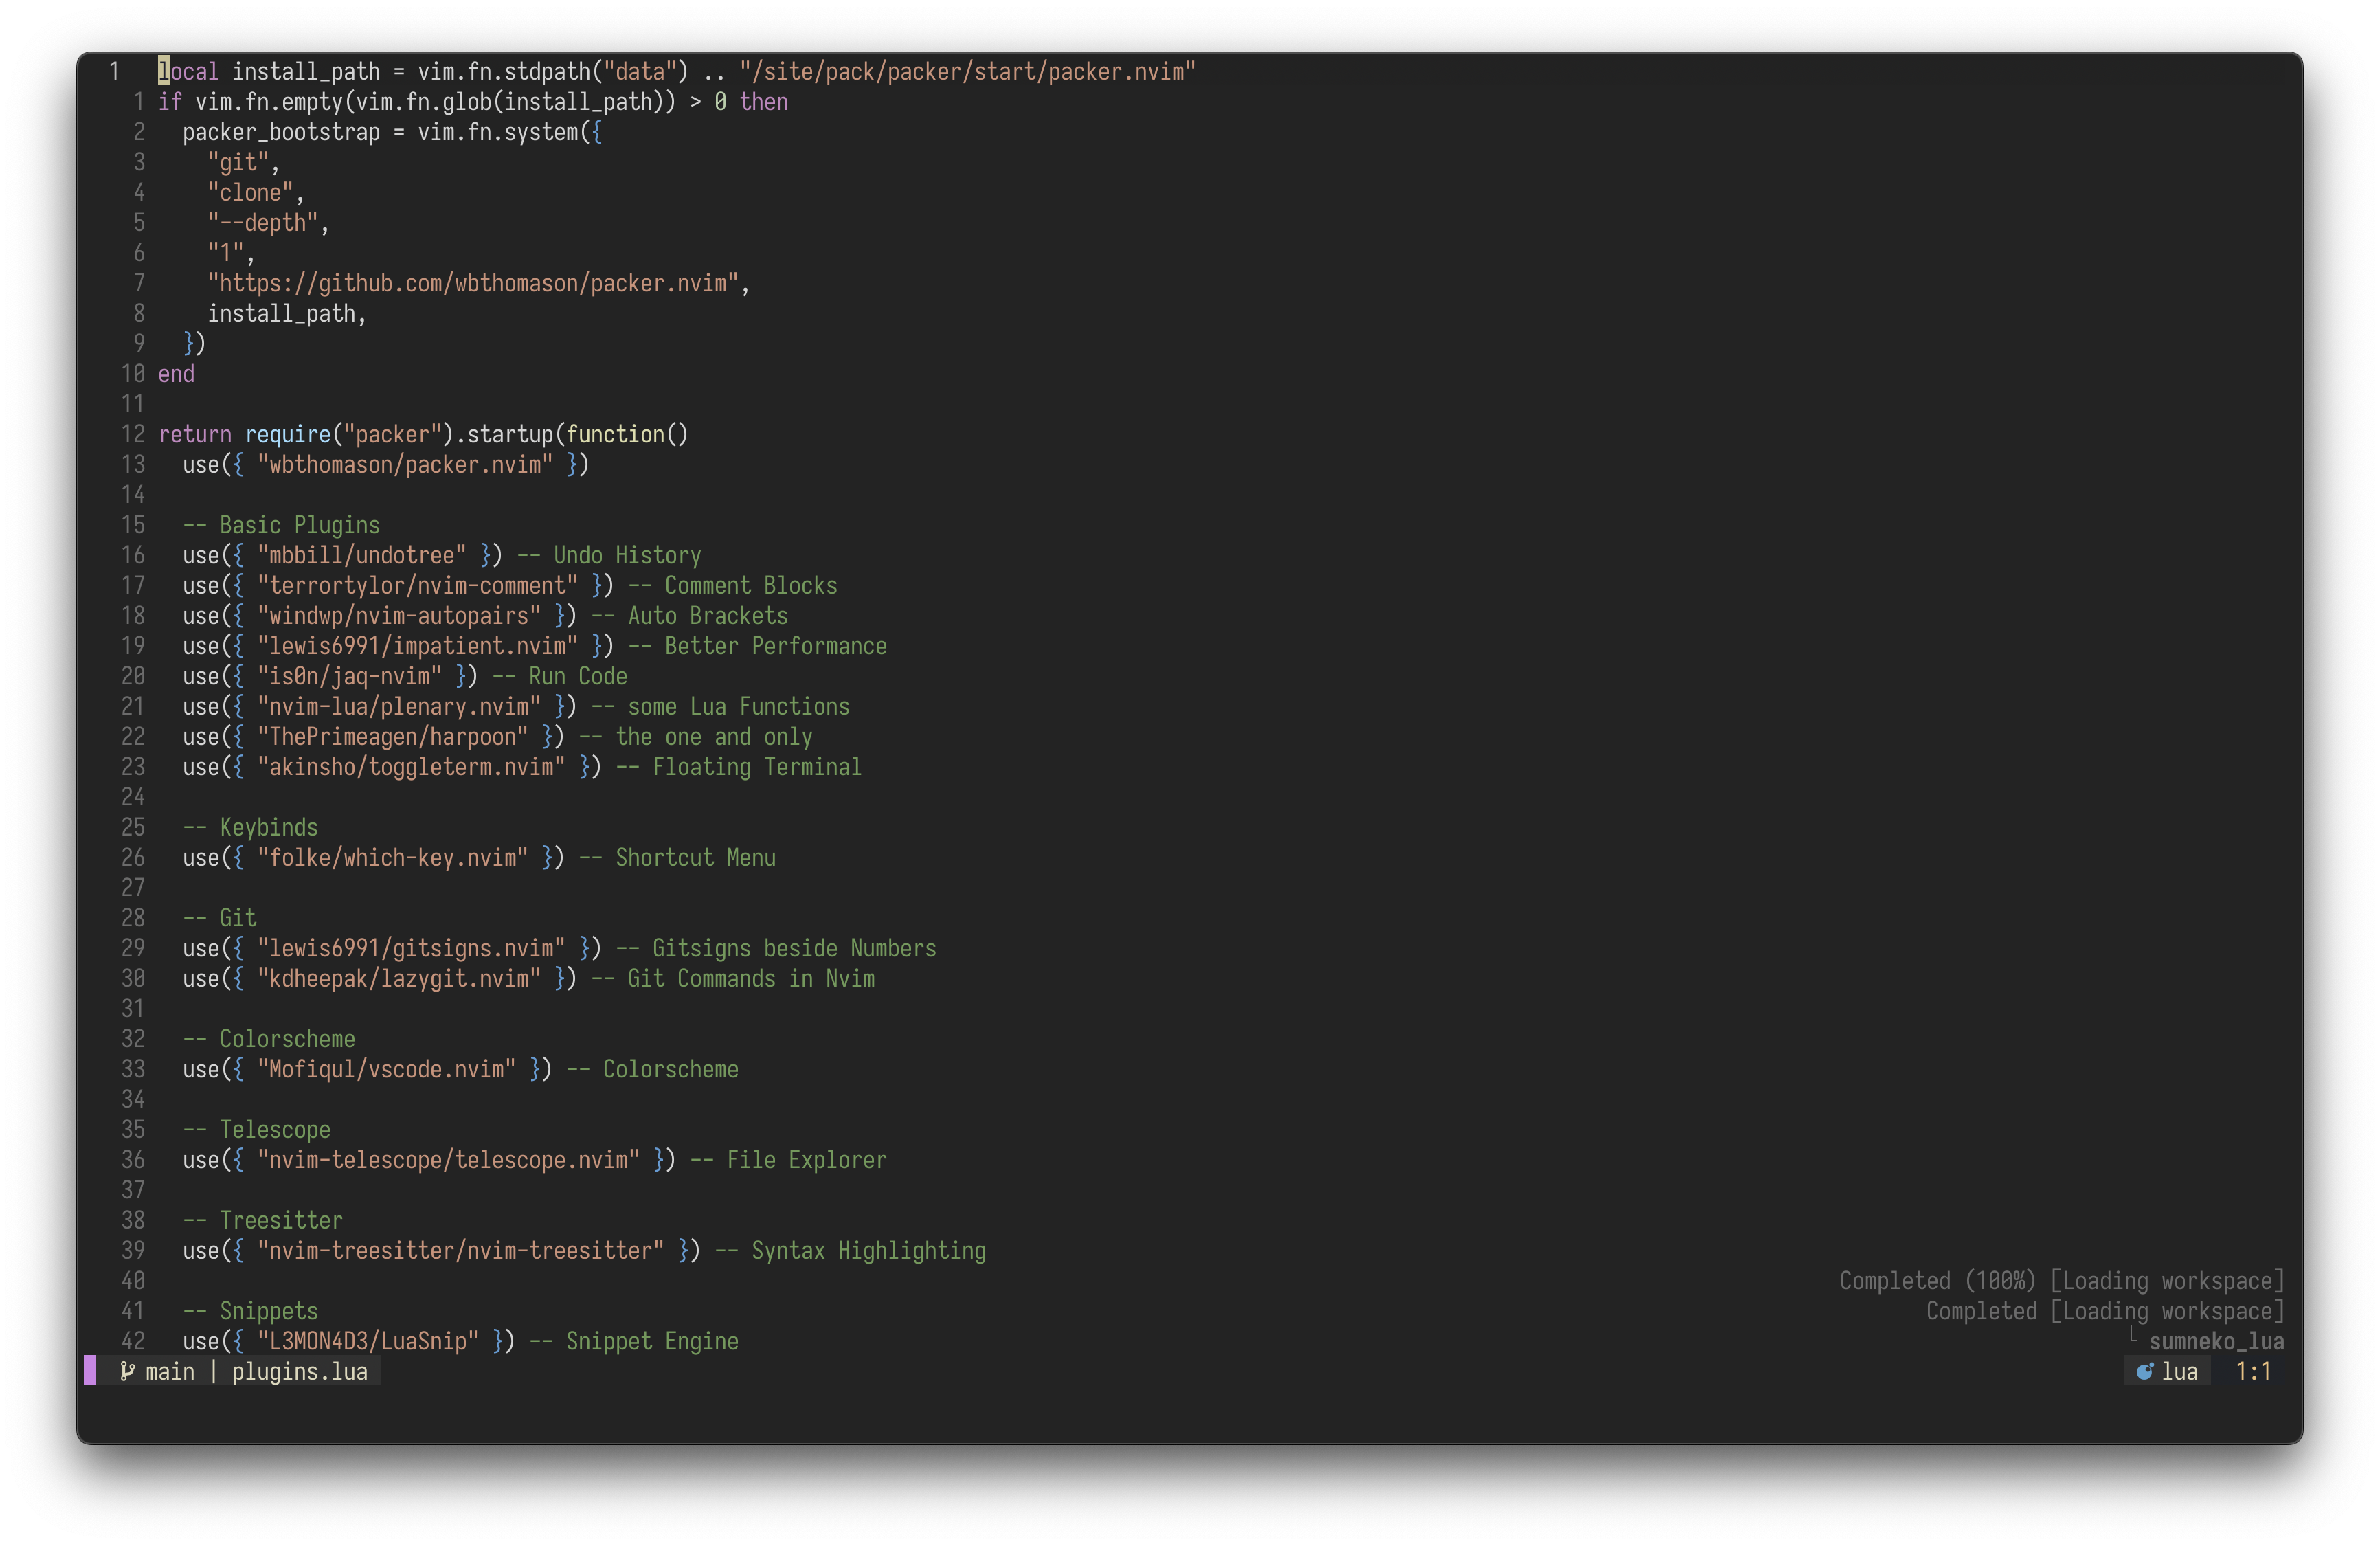 1 local install_path = vim.fn.stdpath("data") .. "/site/pack/packer/start/packer.nvim"
1 if vim.fn.empty(vim.fn.glob(install_path)) > 0 then
2 packer_bootstrap = vim.fn.system({
3 "git",
4 "clone",
5 "--depth",
6 "1",
7 "https://github.com/wbthomason/packer.nvim",
8 install_path,
9 })
10 end
11
12 return require("packer").startup(function()
13 use({ "wbthomason/packer.nvim" })
14
15 -- Basic Plugins
16 use({ "mbbill/undotree" }) -- Undo History
17 use({ "terrortylor/nvim-comment" }) -- Comment Blocks
18 use({ "windwp/nvim-autopairs" }) -- Auto Brackets
19 use({ "lewis6991/impatient.nvim" }) -- Better Performance
20 use({ "is0n/jaq-nvim" }) -- Run Code
21 use({ "nvim-lua/plenary.nvim" }) -- some Lua Functions
22 use({ "ThePrimeagen/harpoon" }) -- the one and only
23 use({ "akinsho/toggleterm.nvim" }) -- Floating Terminal
24
25 -- Keybinds
26 use({ "folke/which-key.nvim" }) -- Shortcut Menu
27
28 -- Git
29 use({ "lewis6991/gitsigns.nvim" }) -- Gitsigns beside Numbers
30 use({ "kdheepak/lazygit.nvim" }) -- Git Commands in Nvim
31
32 -- Colorscheme
33 use({ "Mofiqul/vscode.nvim" }) -- Colorscheme
34
35 -- Telescope
36 use({ "nvim-telescope/telescope.nvim" }) -- File Explorer
37
38 -- Treesitter
39 use({ "nvim-treesitter/nvim-treesitter" }) -- Syntax Highlighting
40 Completed (100%) [Loading workspace]
41 -- Snippets Completed [Loading workspace]
42 use({ "L3MON4D3/LuaSnip" }) -- Snippet Engine └ sumneko_lua
main | plugins.lua lua 1:1